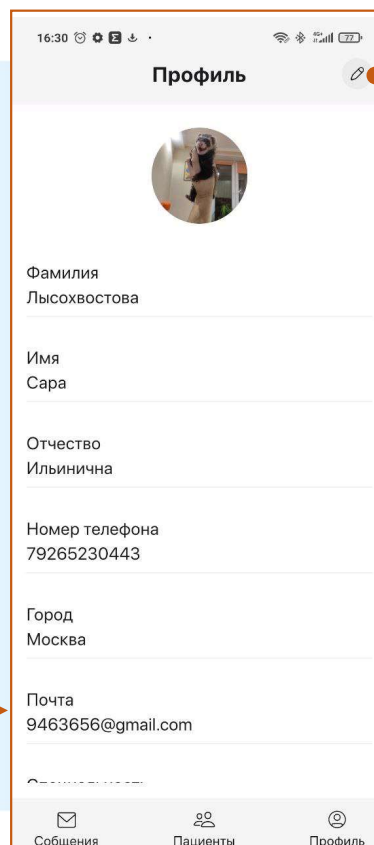 16:30
77
Профиль
Фамилия
Лысохвостова
Имя
Сара
Отчество
Ильинична
Номер телефона
79265230443
Город
Москва
Почта
9463656@gmail.com
Сообщения
Пациенты
Профиль